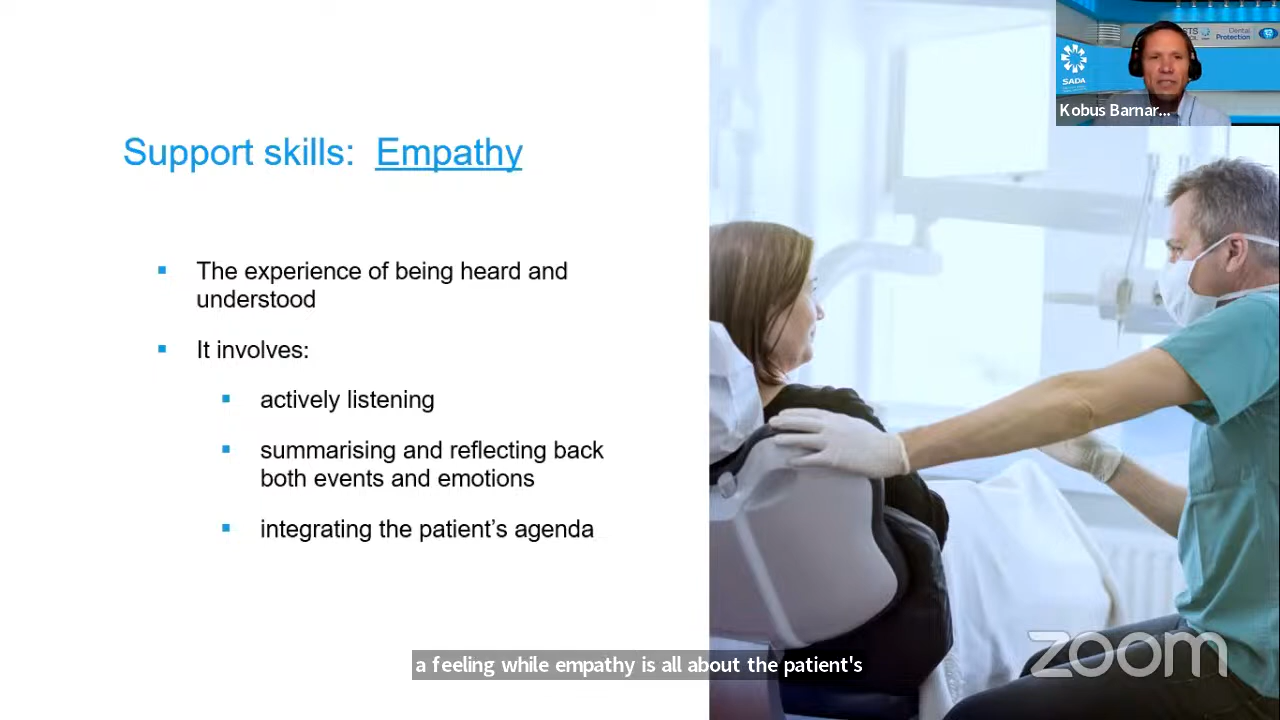 SADA
Dental
Protection
Kobus Barnar...
Support skills: Empathy
The experience of being heard and
understood
It involves:
actively listening
summarising and reflecting back
both events and emotions
integrating the patient's agenda
a feeling while empathy is all about the patient's
zoom